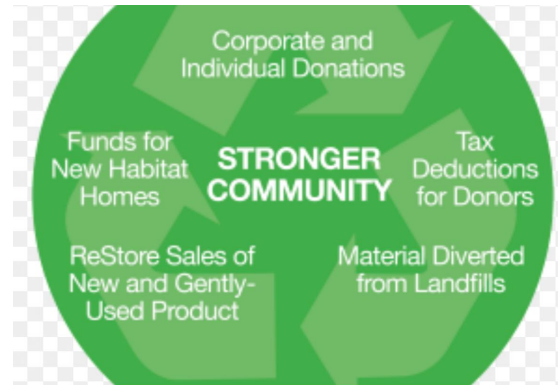 Corporate and
Individual Donations
Funds for
New Habitat
Homes
STRONGER
COMMUNITY
Tax
Deductions
for Donors
ReStore Sales of
New and Gently-
Used Product
Material Diverted
from Landfills